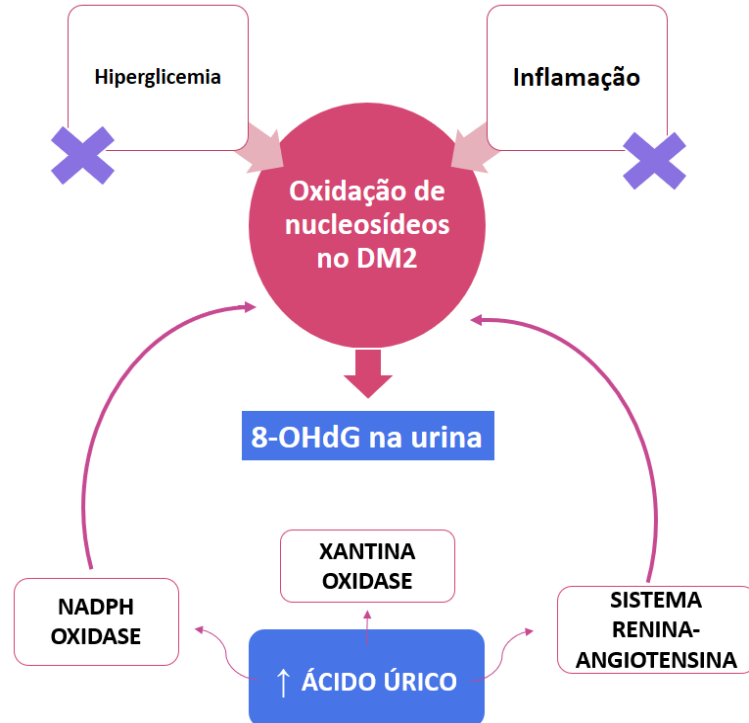 Hiperglicemia
Inflamação
Oxidação de
nucleosídeos
no DM2
8-OHdG na urina
XANTINA
OXIDASE
NADPH
OXIDASE
SISTEMA
RENINA-
ANGIOTENSINA
↑ ÁCIDO ÚRICO